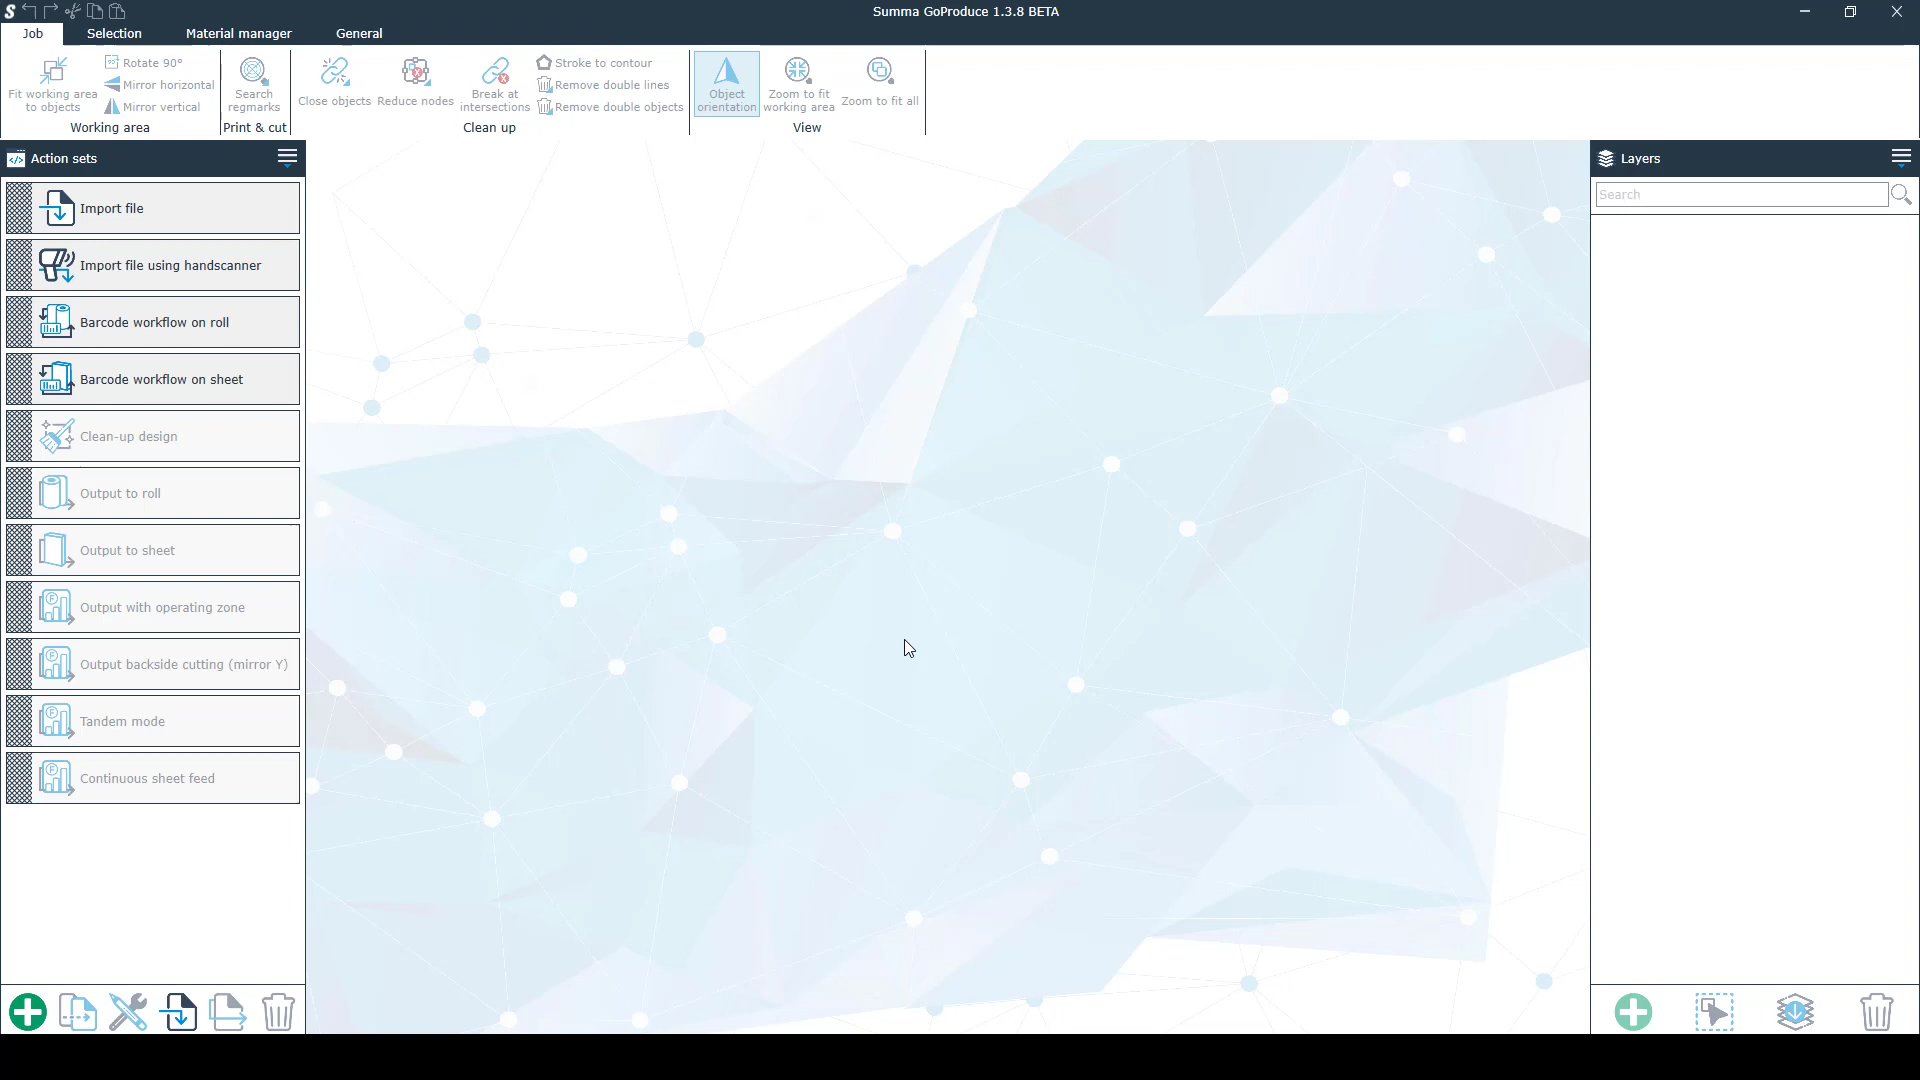 Summa GoProduce 1.3.8 BETA
Job
Selection
Material manager
General
Fit working area
to objects
Rotate 90°
Mirror horizontal
Mirror vertical
Working area
Search
regmarks
Print & cut
Close objects
Reduce nodes
Break at
intersections
Stroke to contour
Remove double lines
Remove double objects
Clean up
Object
orientation
Zoom to fit
working area
Zoom to fit all
View
Action sets
Import file
Import file using handscanner
Barcode workflow on roll
Barcode workflow on sheet
Clean-up design
Output to roll
Output to sheet
Output with operating zone
Output backside cutting (mirror Y)
Tandem mode
Continuous sheet feed
Layers
Search